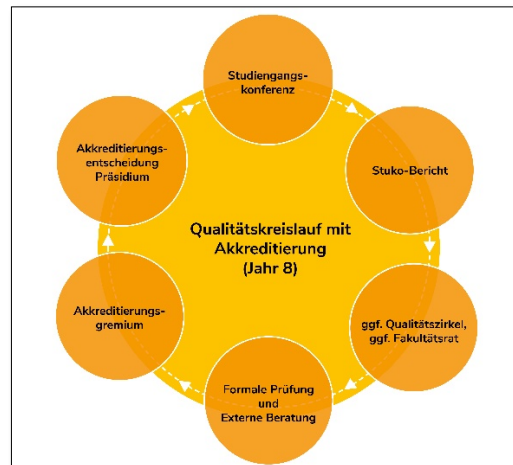 Studiengangs-
konferenz
Stuko-Bericht
ggf. Qualitätszirkel,
ggf. Fakultätsrat
Formale Prüfung
und
Externe Beratung
Akkreditierungs-
gremium
Akkreditierungs-
entscheidung
Präsidium
Qualitätskreislauf mit
Akkreditierung
(Jahr 8)